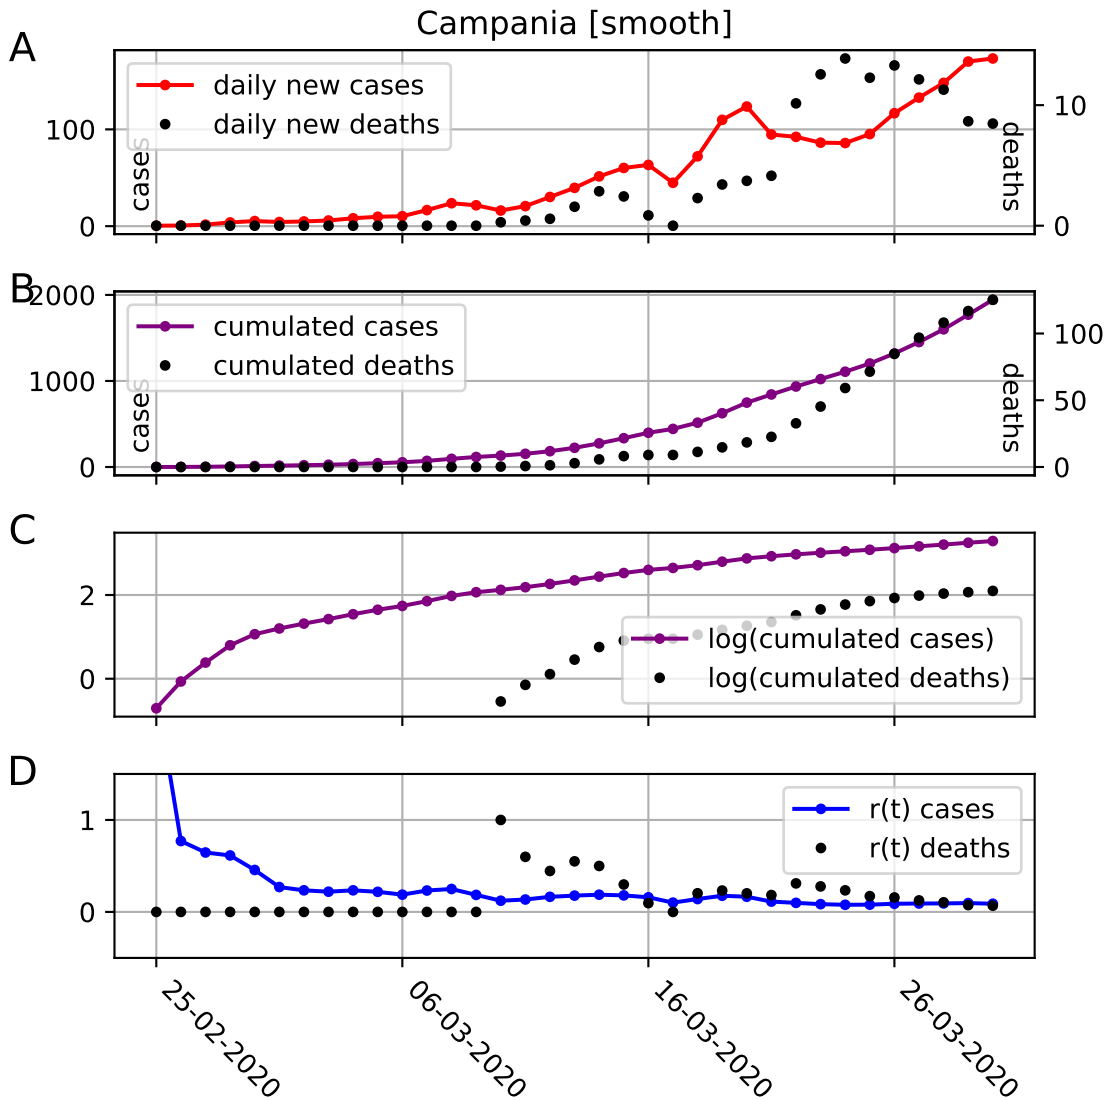 Campania [smooth]
A
daily new cases
daily new deaths
100
0
cases
10
0
deaths
B
cumulated cases
cumulated deaths
2000
1000
0
cases
100
50
0
deaths
C
2
0
log(cumulated cases)
log(cumulated deaths)
D
1
0
r(t) cases
r(t) deaths
25-02-2020
06-03-2020
16-03-2020
26-03-2020